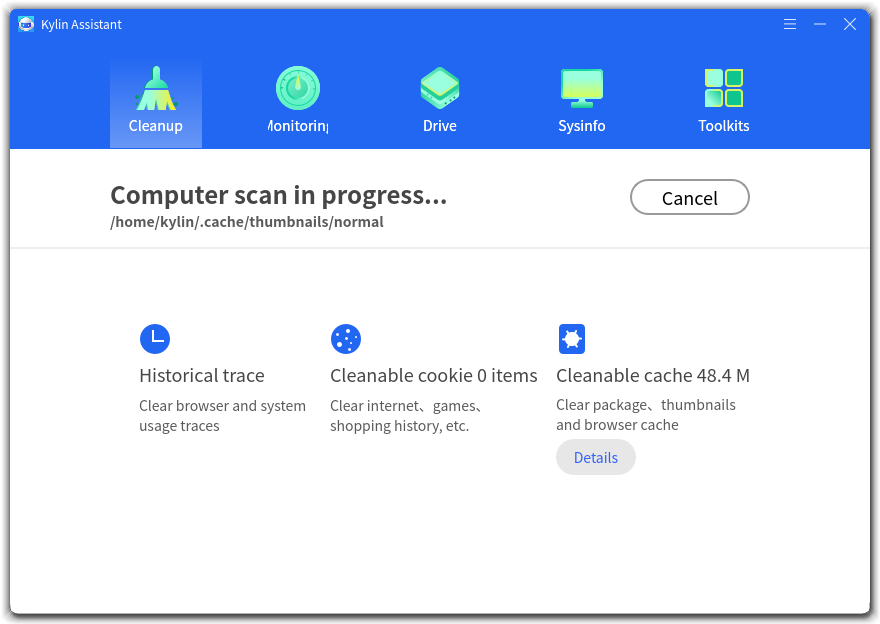 Kylin Assistant
Cleanup
Monitoring
Drive
Sysinfo
Toolkits
Computer scan in progress...
Cancel
/home/kylin/.cache/thumbnails/normal
Historical trace
Clear browser and system
usage traces
Cleanable cookie 0 items
Clear internet、games、
shopping history, etc.
Cleanable cache 48.4 M
Clear package、thumbnails
and browser cache
Details